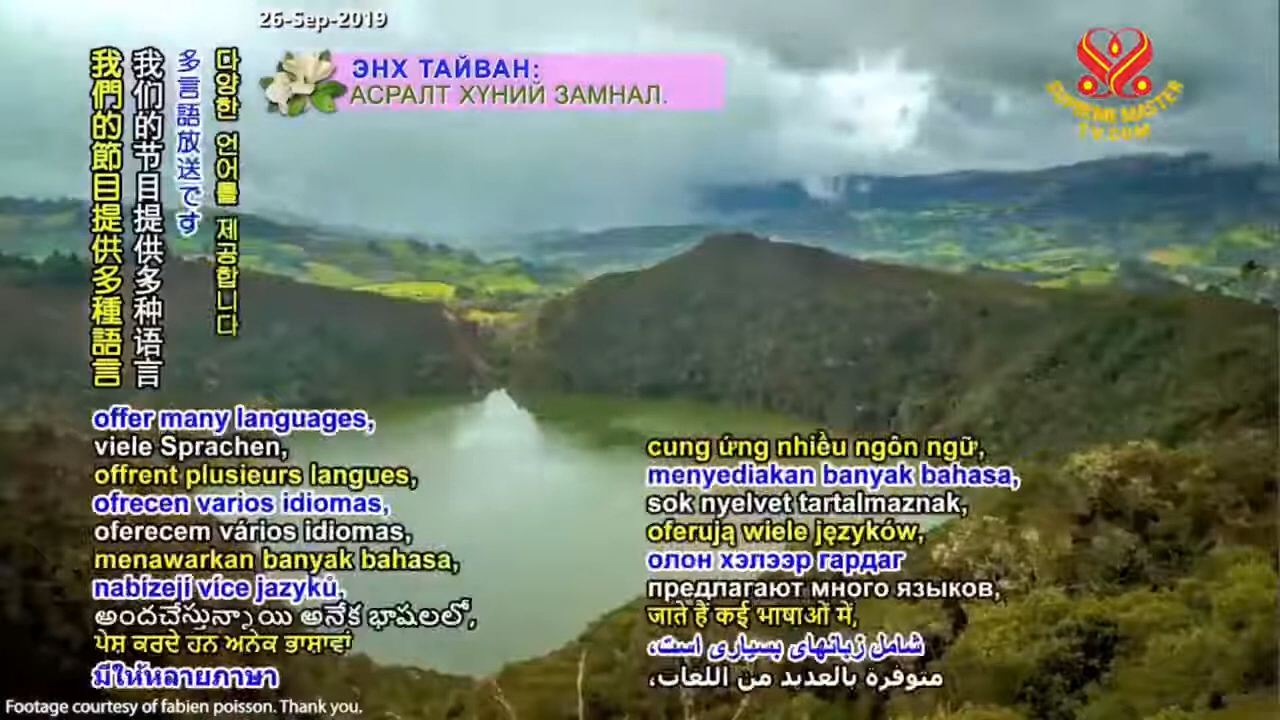 26-Sep-2019
ЭНХ ТАЙВАН:
АСРАЛТ ХҮНИЙ ЗАМНАЛ.
SUPREME MASTER
TV.COM
我們的節目提供多種語言
我们的节目提供多种语言
多言語放送です
다양한 언어를 제공합니다
offer many languages,
viele Sprachen,
offrent plusieurs langues,
ofrecen varios idiomas,
oferecem vários idiomas,
menawarkan banyak bahasa,
nabízejí více jazyků,
అందచేస్తున్నాయి అనేక భాషలలో,
ਪੇਸ਼ ਕਰਦੇ ਹਨ ਅਨੇਕ ਭਾਸ਼ਾਵਾਂ
มีให้หลายภาษา
cung ứng nhiều ngôn ngữ,
menyediakan banyak bahasa,
sok nyelvet tartalmaznak,
oferują wiele języków,
олон хэлээр гардаг
предлагают много языков,
जाते हैं कई भाषाओं में,
شامل زبانهای بسیاری است،
متوفرة بالعديد من اللغات،
Footage courtesy of fabien poisson. Thank you.